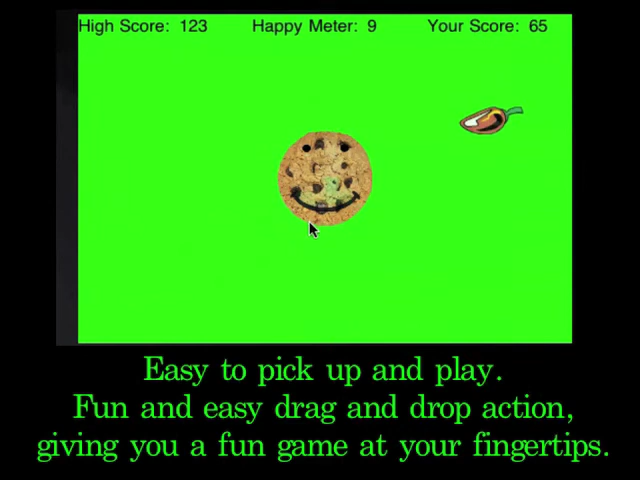 High Score: 123 Happy Meter: 9 Your Score: 65
Easy to pick up and play.
Fun and easy drag and drop action,
giving you a fun game at your fingertips.